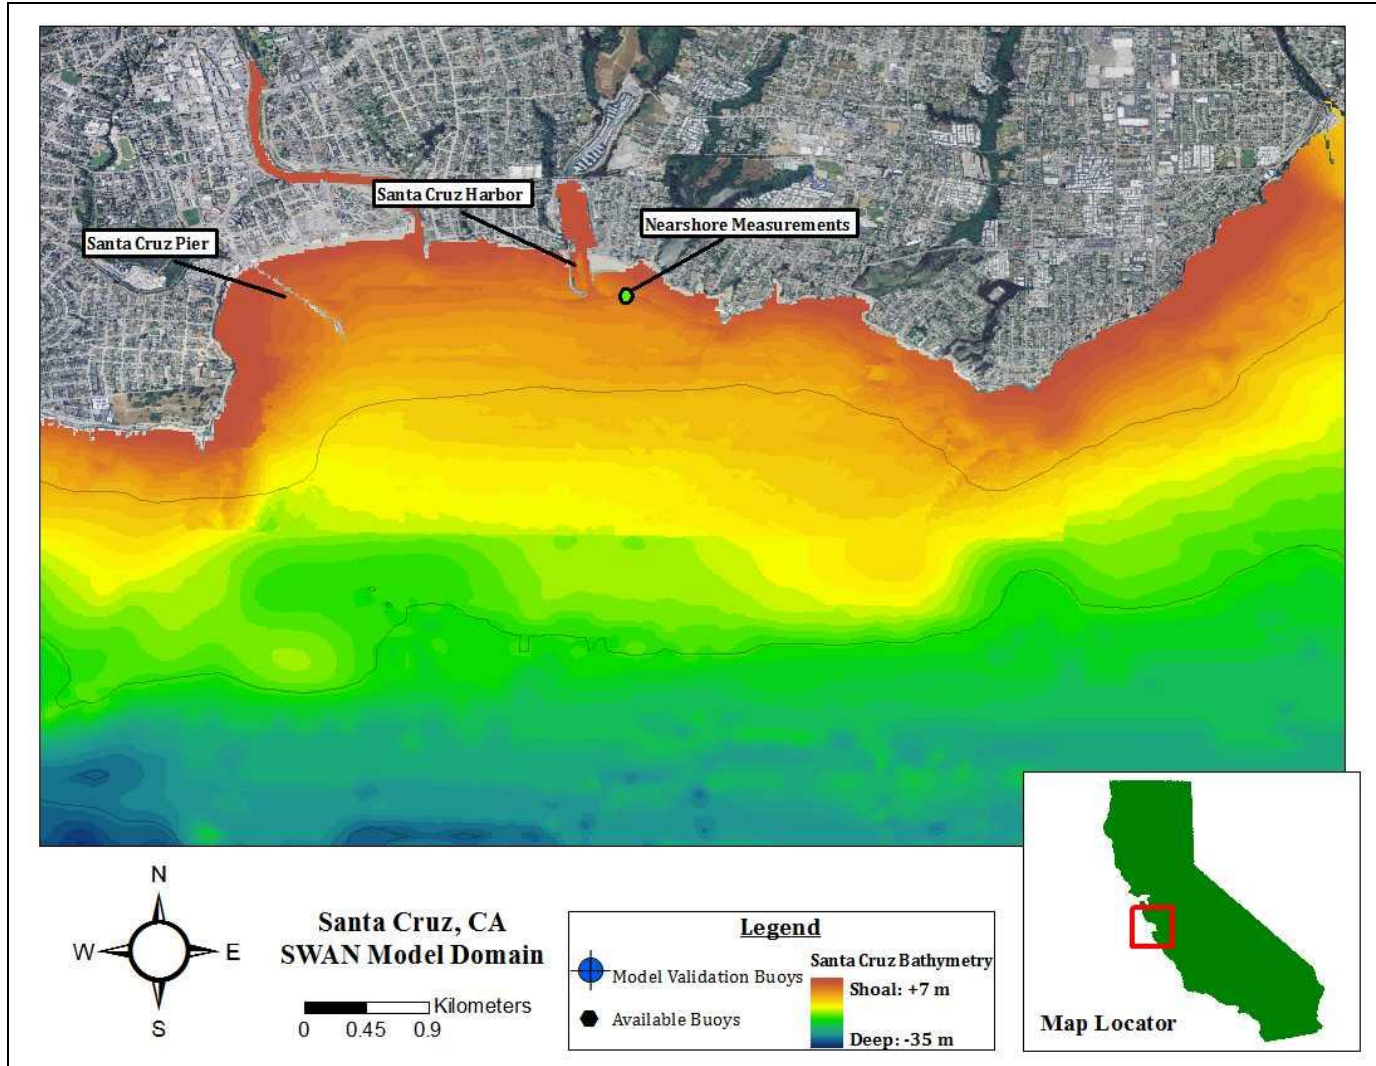 Santa Cruz Harbor
Nearshore Measurements
Santa Cruz Pier
N
W
E
S
Santa Cruz, CA
SWAN Model Domain
Kilometers
0 0.45 0.9
Legend
Model Validation Buoys
Available Buoys
Santa Cruz Bathymetry
Shoal: +7 m
Deep: -35 m
Map Locator